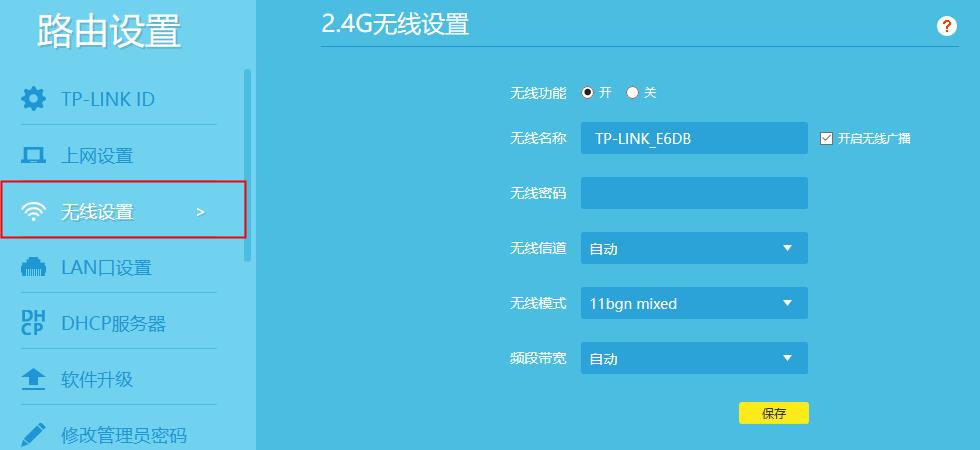 路由设置
TP-LINK ID
上网设置
无线设置 >
LAN口设置
DHCP
DHCP服务器
软件升级
修改管理员密码
2.4G无线设置
?
无线功能 开 关
无线名称 TP-LINK_E6DB 开启无线广播
无线密码
无线信道 自动
无线模式 11bgn mixed
频段带宽 自动
保存